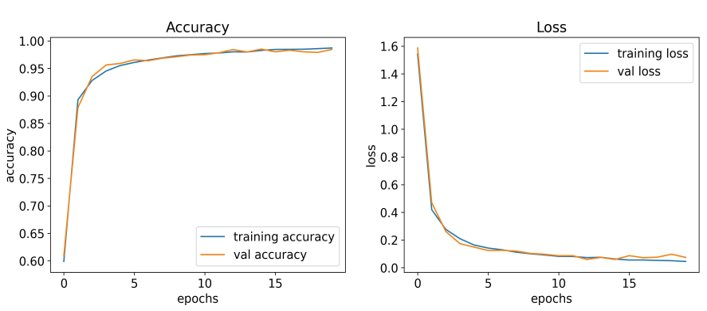 Accuracy
1.00
0.95
0.90
0.85
0.80
0.75
0.70
0.65
0.60
accuracy
training accuracy
val accuracy
0 5 10 15
epochs
Loss
1.6
1.4
1.2
1.0
0.8
0.6
0.4
0.2
0.0
loss
training loss
val loss
0 5 10 15
epochs